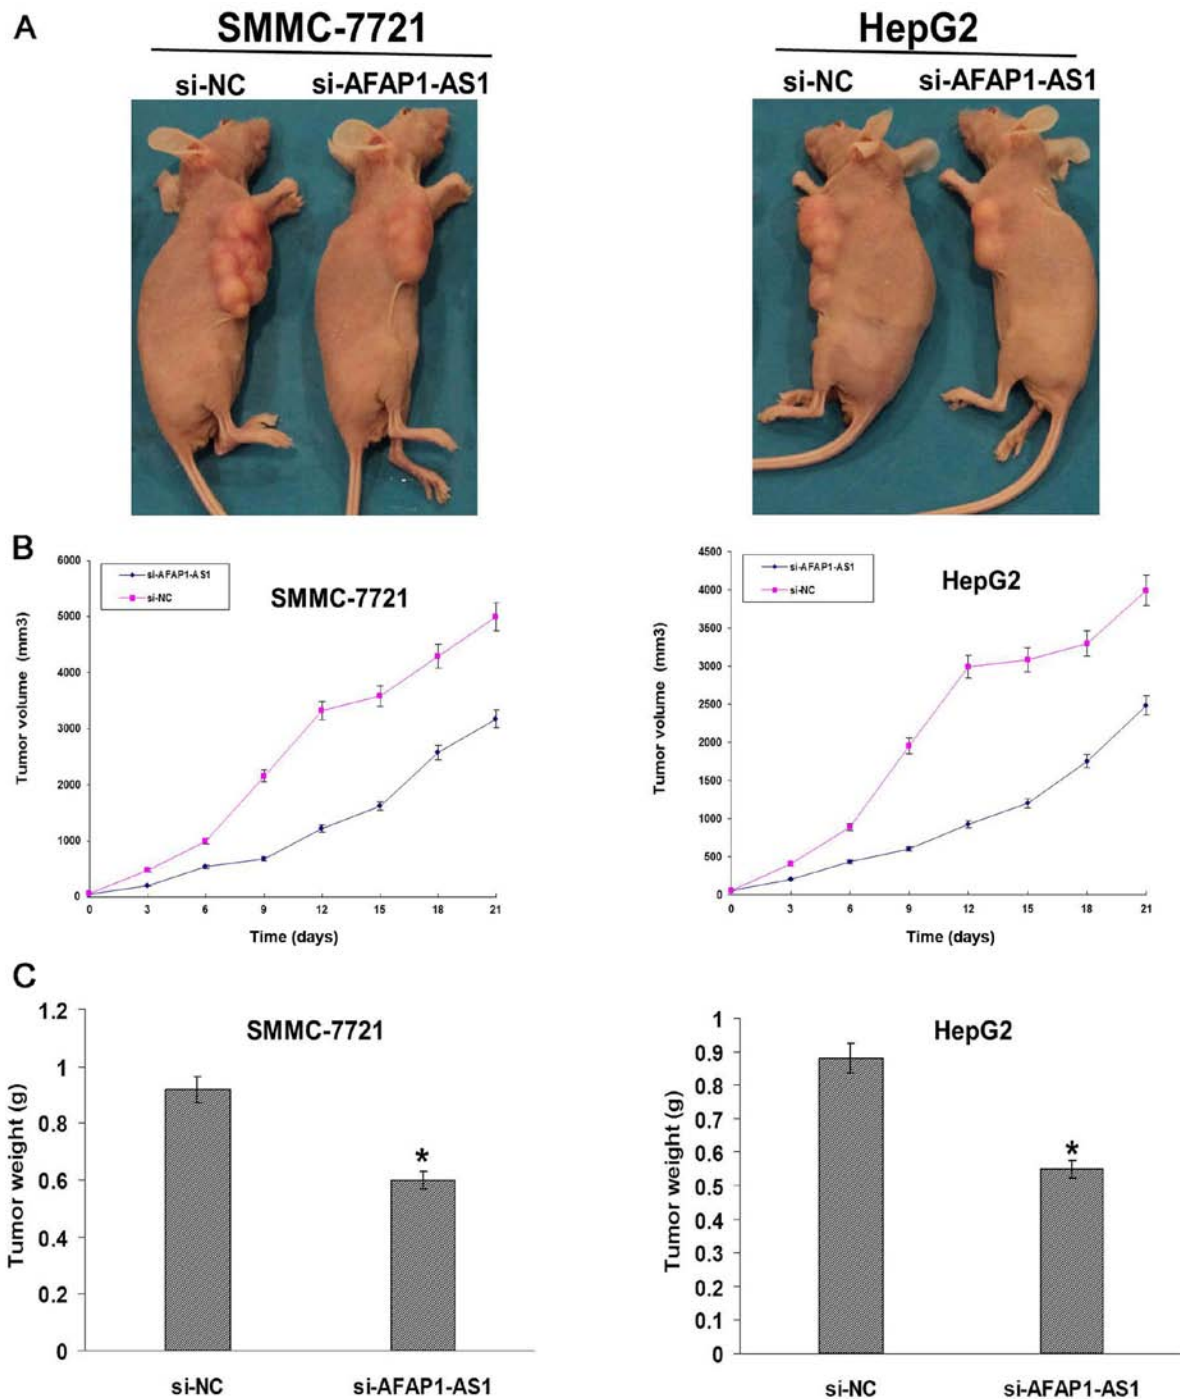 A
SMMC-7721
HepG2
si-NC
si-AFAP1-AS1
si-NC
si-AFAP1-AS1
B
6000
5000
4000
3000
2000
1000
0
Tumor volume (mm3)
si-AFAP1-AS1
si-NC
SMMC-7721
0 3 6 9 12 15 18 21
Time (days)
4500
4000
3500
3000
2500
2000
1500
1000
500
0
Tumor volume (mm3)
si-AFAP1-AS1
si-NC
HepG2
0 3 6 9 12 15 18 21
Time (days)
C
1.2
1
0.8
0.6
0.4
0.2
0
Tumor weight (g)
SMMC-7721
*
si-NC
si-AFAP1-AS1
1
0.9
0.8
0.7
0.6
0.5
0.4
0.3
0.2
0.1
0
Tumor weight (g)
HepG2
*
si-NC
si-AFAP1-AS1